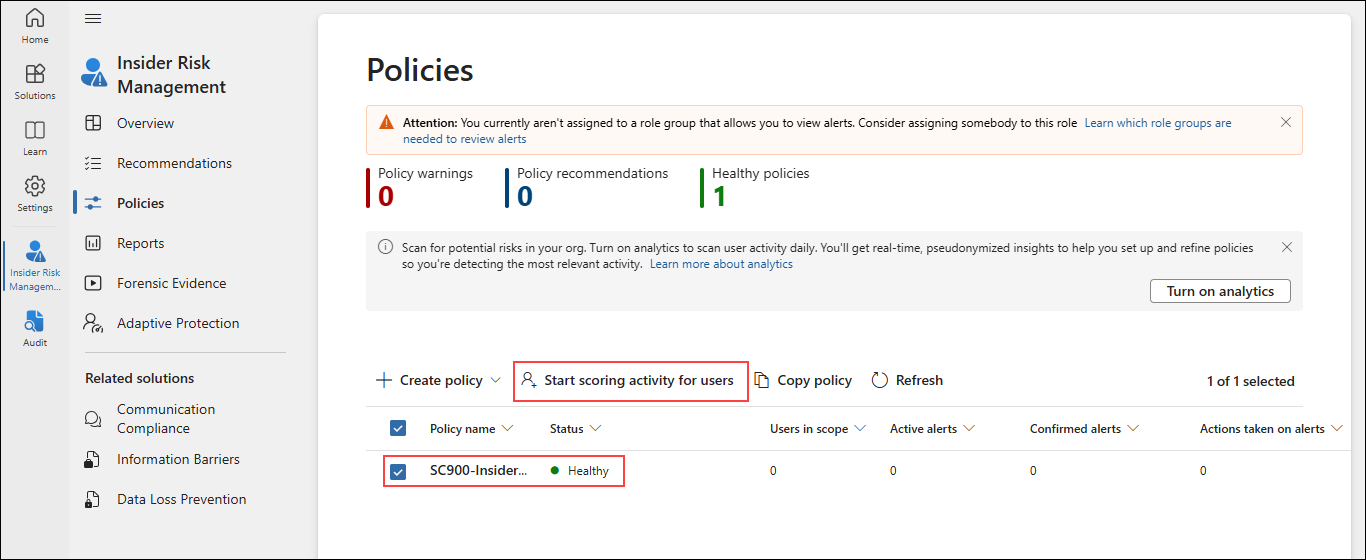 Home
Solutions
Learn
Settings
Insider Risk
Managem...
Audit
Insider Risk
Management
Overview
Recommendations
Policies
Reports
Forensic Evidence
Adaptive Protection
Related solutions
Communication
Compliance
Information Barriers
Data Loss Prevention
Policies
Attention: You currently aren't assigned to a role group that allows you to view alerts. Consider assigning somebody to this role Learn which role groups are
needed to review alerts
Policy warnings
0
Policy recommendations
0
Healthy policies
1
Scan for potential risks in your org. Turn on analytics to scan user activity daily. You'll get real-time, pseudonymized insights to help you set up and refine policies
so you're detecting the most relevant activity. Learn more about analytics
Turn on analytics
Create policy Start scoring activity for users Copy policy Refresh 1 of 1 selected
Policy name Status Users in scope Active alerts Confirmed alerts Actions taken on alerts
SC900-Insider... Healthy 0 0 0 0